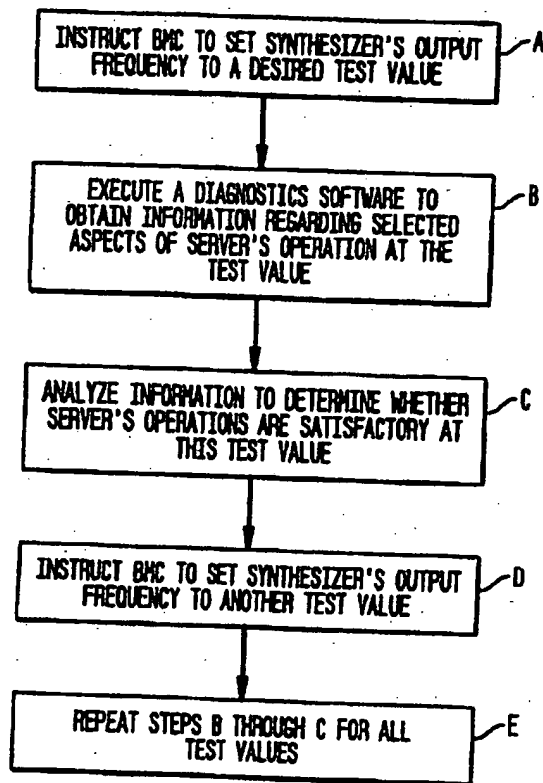 INSTRUCT BMC TO SET SYNTHESIZER'S OUTPUT
FREQUENCY TO A DESIRED TEST VALUE
A
EXECUTE A DIAGNOSTICS SOFTWARE TO
OBTAIN INFORMATION REGARDING SELECTED
ASPECTS OF SERVER'S OPERATION AT THE
TEST VALUE
B
ANALYZE INFORMATION TO DETERMINE WHETHER
SERVER'S OPERATIONS ARE SATISFACTORY AT
THIS TEST VALUE
C
INSTRUCT BMC TO SET SYNTHESIZER'S OUTPUT
FREQUENCY TO ANOTHER TEST VALUE
D
REPEAT STEPS B THROUGH C FOR ALL
TEST VALUES
E